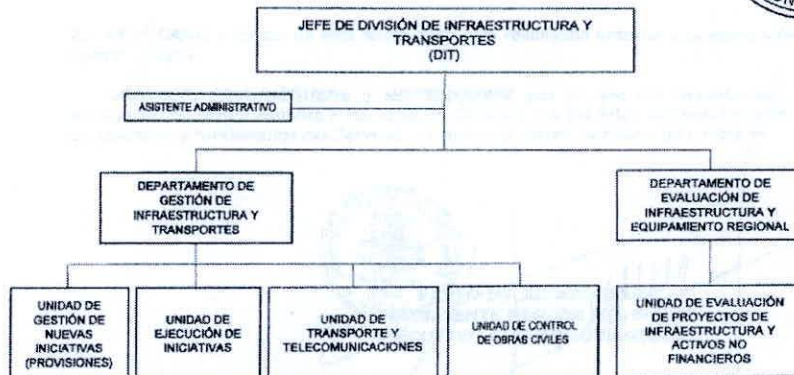 JEFE DE DIVISIÓN DE INFRAESTRUCTURA Y
TRANSPORTES
(DIT)
ASISTENTE ADMINISTRATIVO
DEPARTAMENTO DE
GESTIÓN DE
INFRAESTRUCTURA Y
TRANSPORTES
DEPARTAMENTO DE
EVALUACIÓN DE
INFRAESTRUCTURA Y
EQUIPAMIENTO REGIONAL
UNIDAD DE
GESTIÓN DE
NUEVAS
INICIATIVAS
(PROVISIONES)
UNIDAD DE
EJECUCIÓN DE
INICIATIVAS
UNIDAD DE
TRANSPORTE Y
TELECOMUNICACIONES
UNIDAD DE CONTROL
DE OBRAS CIVILES
UNIDAD DE EVALUACIÓN
DE PROYECTOS DE
INFRAESTRUCTURA Y
ACTIVOS NO
FINANCIEROS